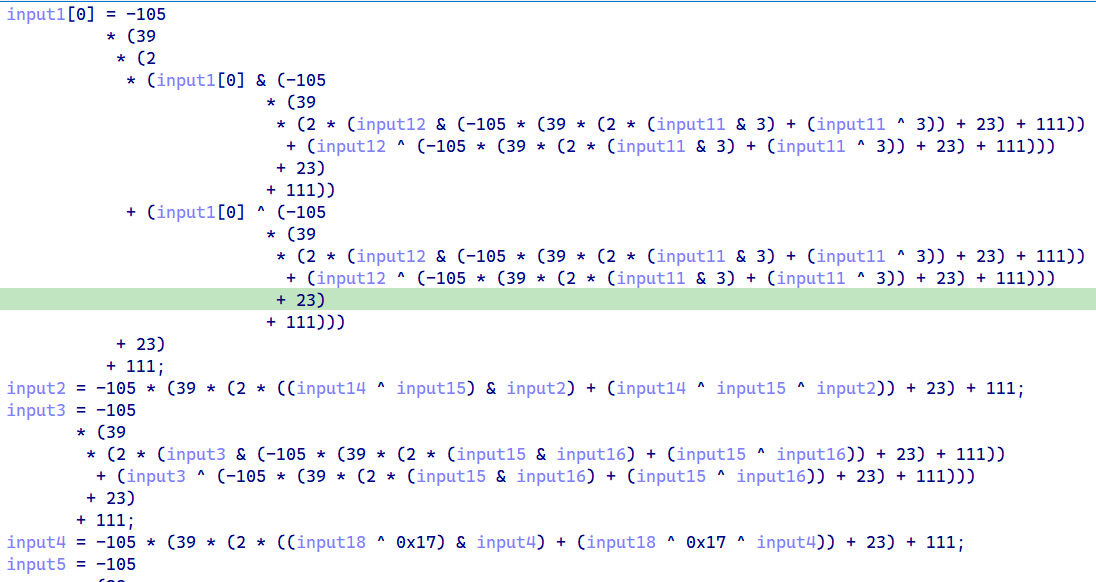 input1[0] = -105
* (39
* (2
* (input1[0] & (-105
* (39
* (2 * (input12 & (-105 * (39 * (2 * (input11 & 3) + (input11 ^ 3)) + 23) + 111))
+ (input12 ^ (-105 * (39 * (2 * (input11 & 3) + (input11 ^ 3)) + 23) + 111)))
+ 23)
+ 111))
+ (input1[0] ^ (-105
* (39
* (2 * (input12 & (-105 * (39 * (2 * (input11 & 3) + (input11 ^ 3)) + 23) + 111))
+ (input12 ^ (-105 * (39 * (2 * (input11 & 3) + (input11 ^ 3)) + 23) + 111)))
+ 23)
+ 111)))
+ 23)
+ 111;
input2 = -105 * (39 * (2 * ((input14 ^ input15) & input2) + (input14 ^ input15 ^ input2)) + 23) + 111;
input3 = -105
* (39
* (2 * (input3 & (-105 * (39 * (2 * (input15 & input16) + (input15 ^ input16)) + 23) + 111))
+ (input3 ^ (-105 * (39 * (2 * (input15 & input16) + (input15 ^ input16)) + 23) + 111)))
+ 23)
+ 111;
input4 = -105 * (39 * (2 * ((input18 ^ 0x17) & input4) + (input18 ^ 0x17 ^ input4)) + 23) + 111;
input5 = -105